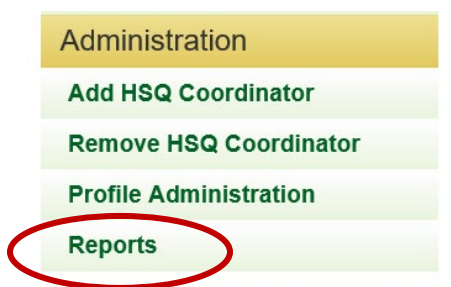 Administration
Add HSQ Coordinator
Remove HSQ Coordinator
Profile Administration
Reports